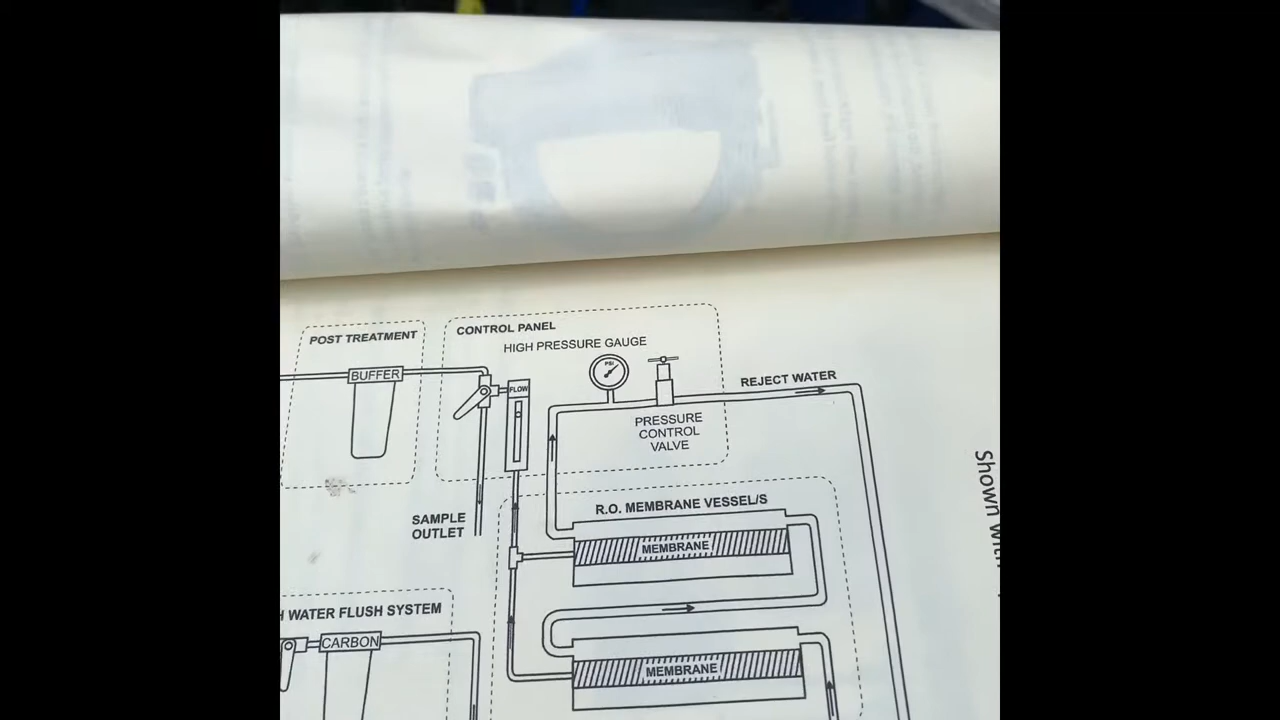 POST TREATMENT
CONTROL PANEL
HIGH PRESSURE GAUGE
PSI
BUFFER
FLOW
REJECT WATER
PRESSURE
CONTROL
VALVE
SAMPLE
OUTLET
R.O. MEMBRANE VESSEL/S
MEMBRANE
WATER FLUSH SYSTEM
CARBON
MEMBRANE
Shown